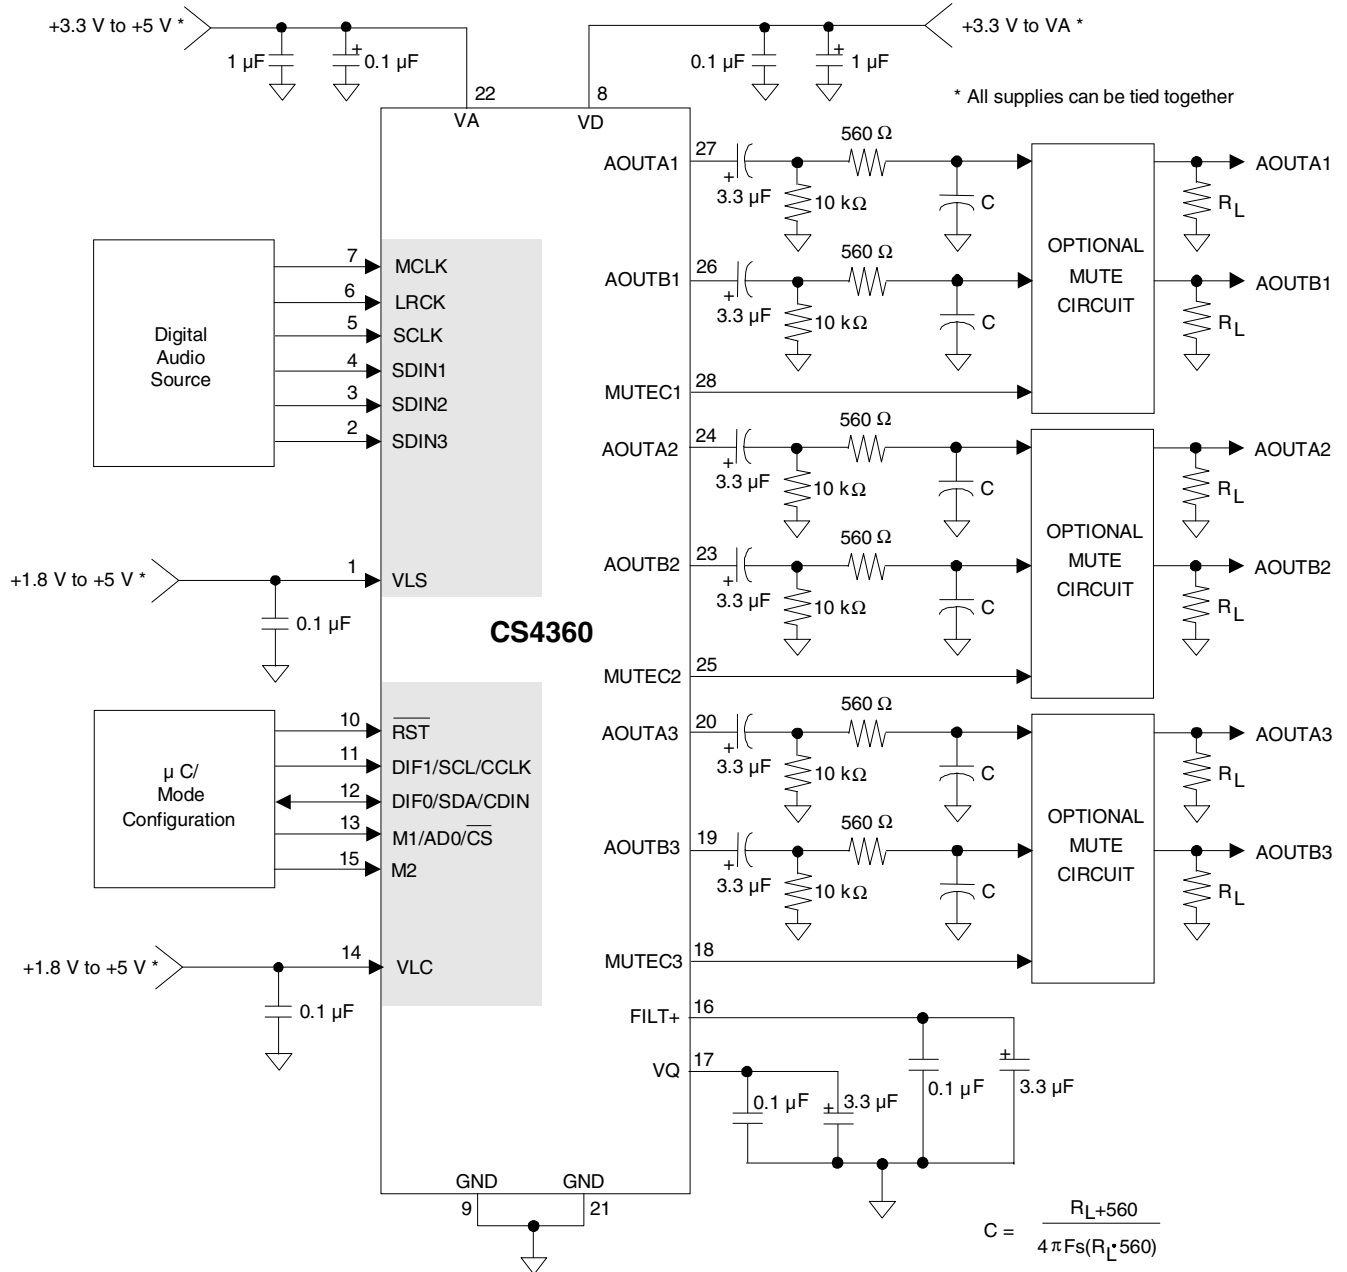 +3.3 V to +5 V *
1 µF
+
0.1 µF
22
VA
+3.3 V to VA *
0.1 µF
+
1 µF
8
VD
* All supplies can be tied together
Digital
Audio
Source
7
MCLK
6
LRCK
5
SCLK
4
SDIN1
3
SDIN2
2
SDIN3
+1.8 V to +5 V *
1
VLS
0.1 µF
CS4360
µ C/
Mode
Configuration
10
RST
11
DIF1/SCL/CCLK
12
DIF0/SDA/CDIN
13
M1/AD0/CS
15
M2
+1.8 V to +5 V *
14
VLC
0.1 µF
GND
9
GND
21
AOUTA1
27
+
3.3 µF
560 Ω
10 kΩ
C
AOUTA1
RL
AOUTB1
26
+
3.3 µF
560 Ω
10 kΩ
C
AOUTB1
RL
MUTEC1
28
OPTIONAL
MUTE
CIRCUIT
AOUTA2
24
+
3.3 µF
560 Ω
10 kΩ
C
AOUTA2
RL
AOUTB2
23
+
3.3 µF
560 Ω
10 kΩ
C
AOUTB2
RL
MUTEC2
25
OPTIONAL
MUTE
CIRCUIT
AOUTA3
20
+
3.3 µF
560 Ω
10 kΩ
C
AOUTA3
RL
AOUTB3
19
+
3.3 µF
560 Ω
10 kΩ
C
AOUTB3
RL
MUTEC3
18
OPTIONAL
MUTE
CIRCUIT
FILT+
16
0.1 µF
+
3.3 µF
VQ
17
0.1 µF
+
3.3 µF
C =
RL+560
4πFs(RL•560)